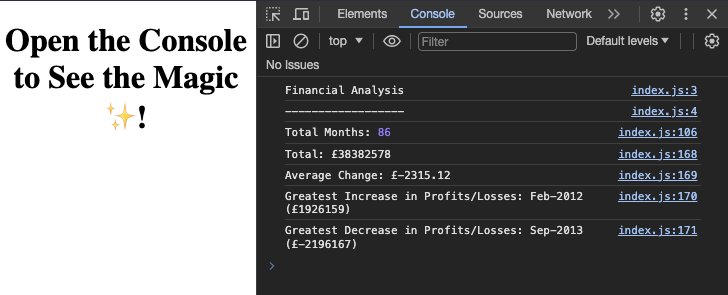 Open the Console
to See the Magic
✨!
Elements Console Sources Network
top Filter Default levels
No Issues
Financial Analysis index.js:3
------------------ index.js:4
Total Months: 86 index.js:106
Total: £38382578 index.js:168
Average Change: £-2315.12 index.js:169
Greatest Increase in Profits/Losses: Feb-2012 index.js:170
(£1926159)
Greatest Decrease in Profits/Losses: Sep-2013 index.js:171
(£-2196167)